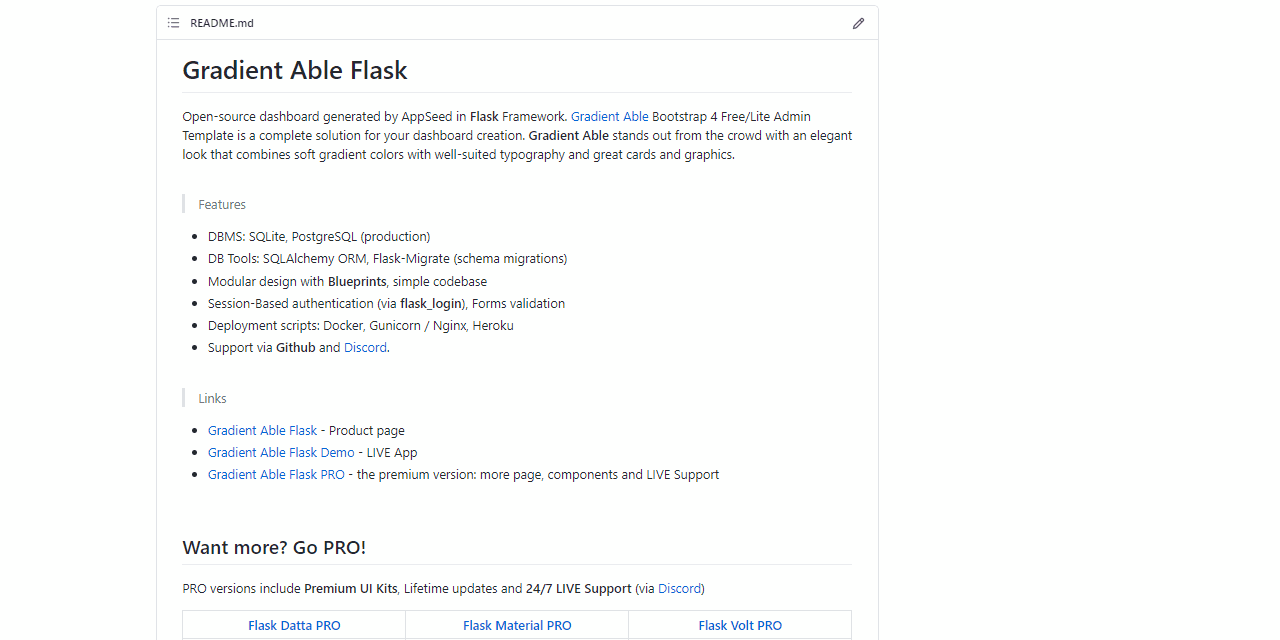 README.md
Gradient Able Flask
Open-source dashboard generated by AppSeed in Flask Framework. Gradient Able Bootstrap 4 Free/Lite Admin
Template is a complete solution for your dashboard creation. Gradient Able stands out from the crowd with an elegant
look that combines soft gradient colors with well-suited typography and great cards and graphics.
Features
• DBMS: SQLite, PostgreSQL (production)
• DB Tools: SQLAlchemy ORM, Flask-Migrate (schema migrations)
• Modular design with Blueprints, simple codebase
• Session-Based authentication (via flask_login), Forms validation
• Deployment scripts: Docker, Gunicorn / Nginx, Heroku
• Support via Github and Discord.
Links
• Gradient Able Flask - Product page
• Gradient Able Flask Demo - LIVE App
• Gradient Able Flask PRO - the premium version: more page, components and LIVE Support
Want more? Go PRO!
PRO versions include Premium UI Kits, Lifetime updates and 24/7 LIVE Support (via Discord)
Flask Datta PRO Flask Material PRO Flask Volt PRO